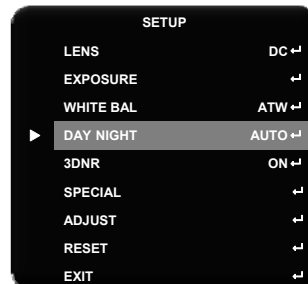 SETUP
LENS DC↵
EXPOSURE ↵
WHITE BAL ATW↵
▶ DAY NIGHT AUTO↵
3DNR ON↵
SPECIAL ↵
ADJUST ↵
RESET ↵
EXIT ↵